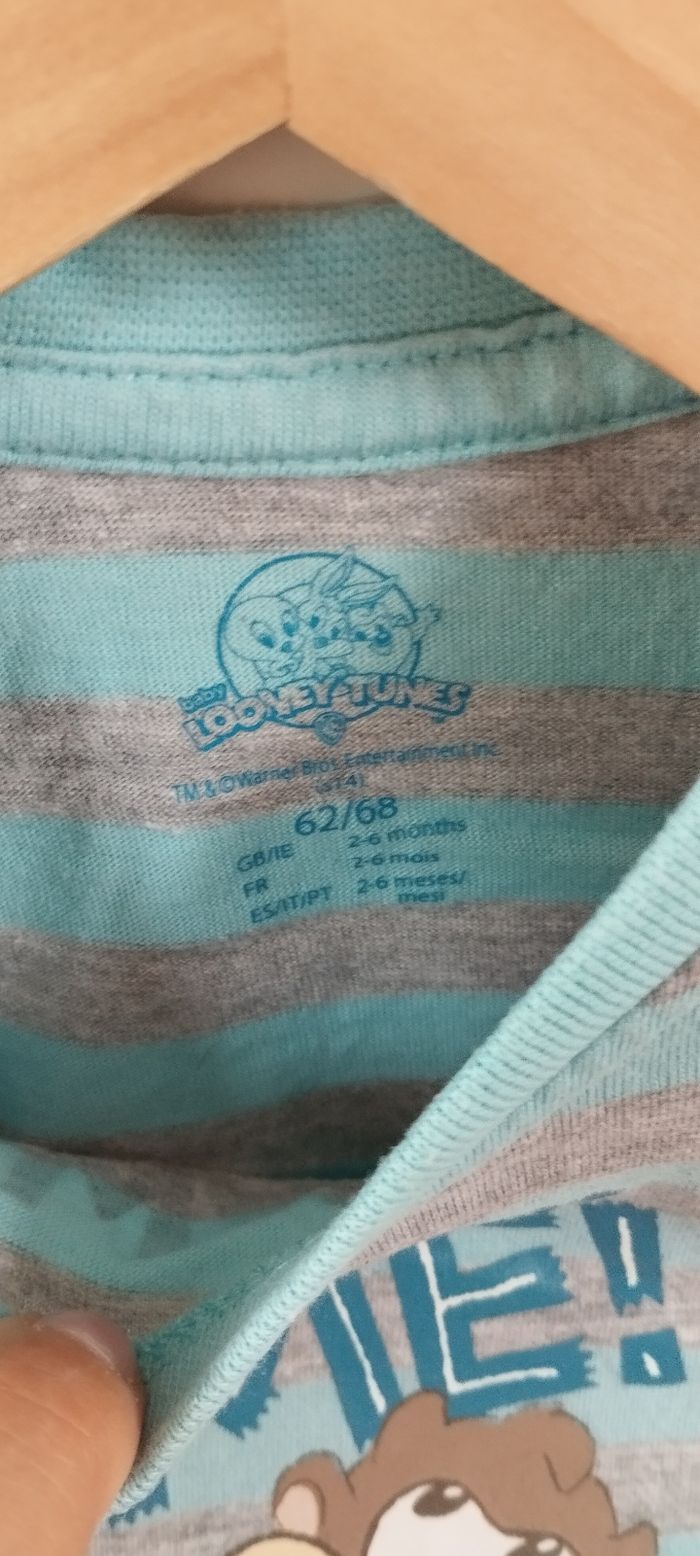 baby
LOONEY TUNES
TM & © Warner Bros. Entertainment Inc.
(s14)
62/68
GB/IE 2-6 months
FR 2-6 mois
ES/IT/PT 2-6 meses/
mesi
ME!